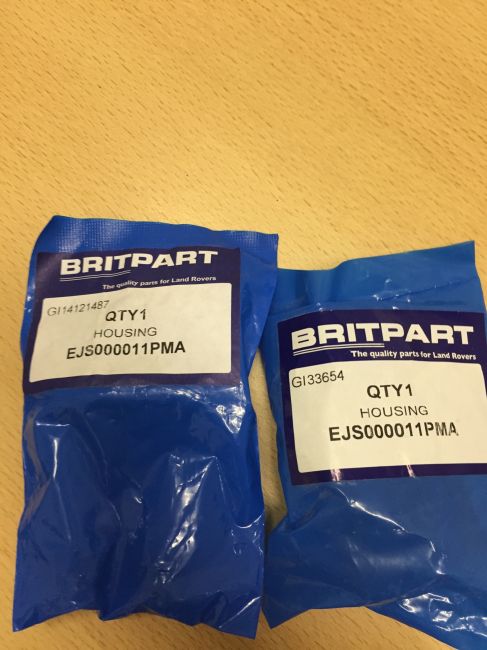 BRITPART
The quality parts for Land Rovers
GI14121487
QTY1
HOUSING
EJS000011PMA
BRITPART
The quality parts for Land Rovers
GI33654
QTY1
HOUSING
EJS000011PMA